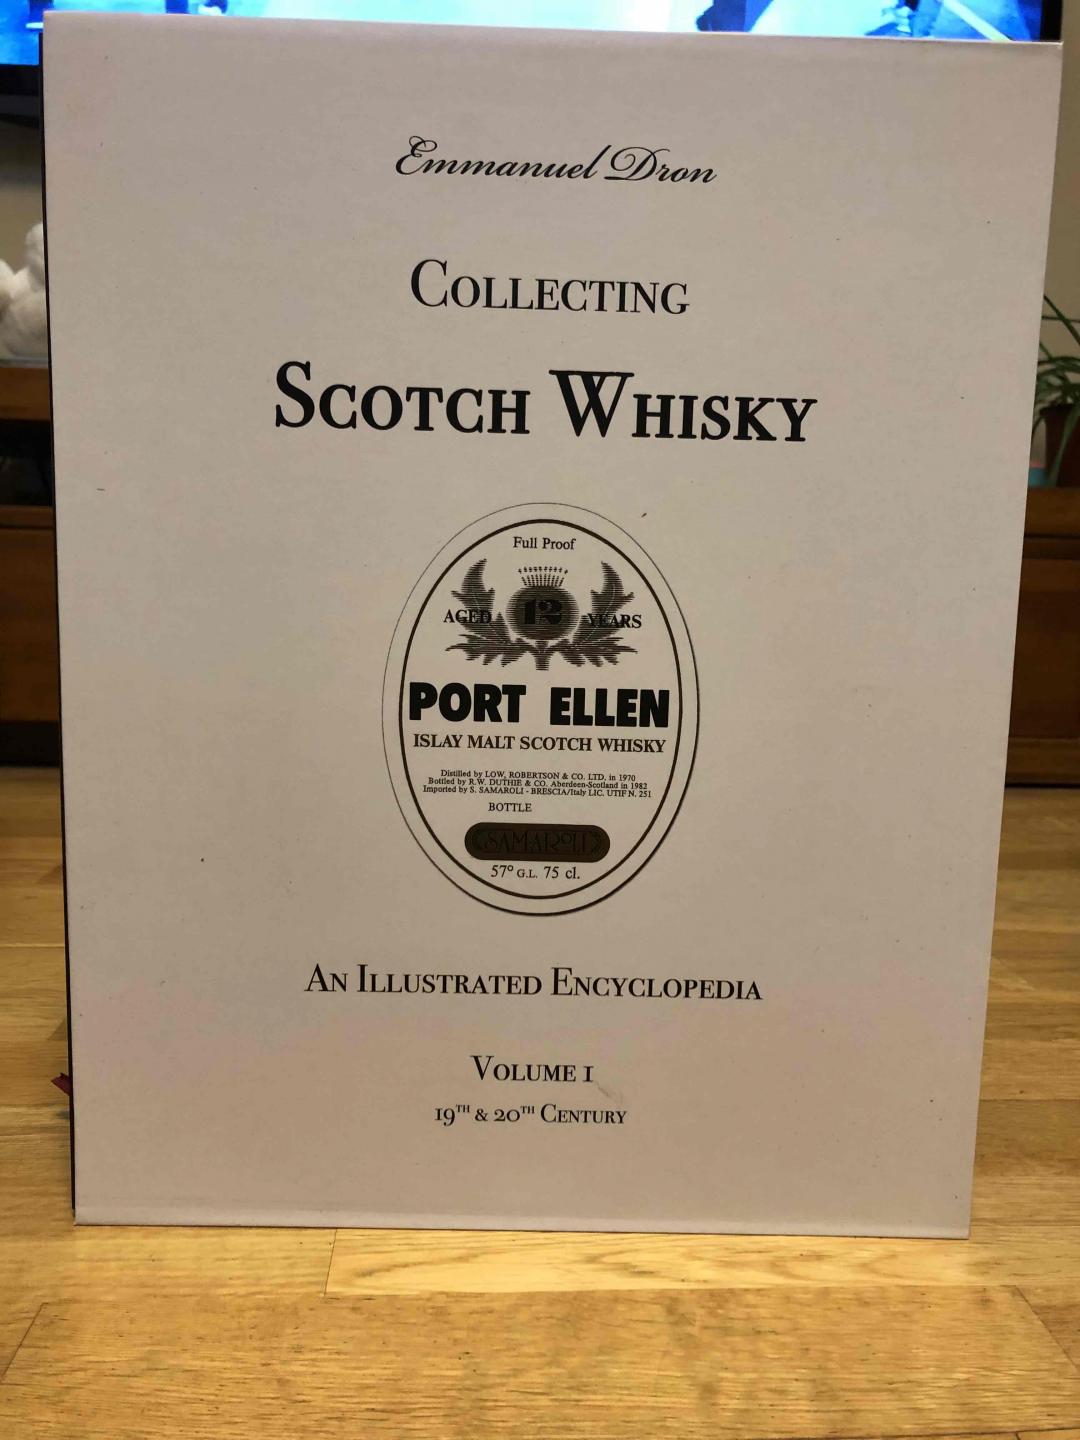 Emmanuel Dron
COLLECTING
SCOTCH WHISKY
Full Proof
AGED 12 YEARS
PORT ELLEN
ISLAY MALT SCOTCH WHISKY
Distilled by LOW, ROBERTSON & CO. LTD. in 1970
Bottled by R.W. DUTHIE & CO. Aberdeen-Scotland in 1982
Imported by S. SAMAROLI - BRESCIA/Italy LIC. UTIF N. 251
BOTTLE
SAMAROLI
57° G.L. 75 cl.
AN ILLUSTRATED ENCYCLOPEDIA
VOLUME I
19TH & 20TH CENTURY